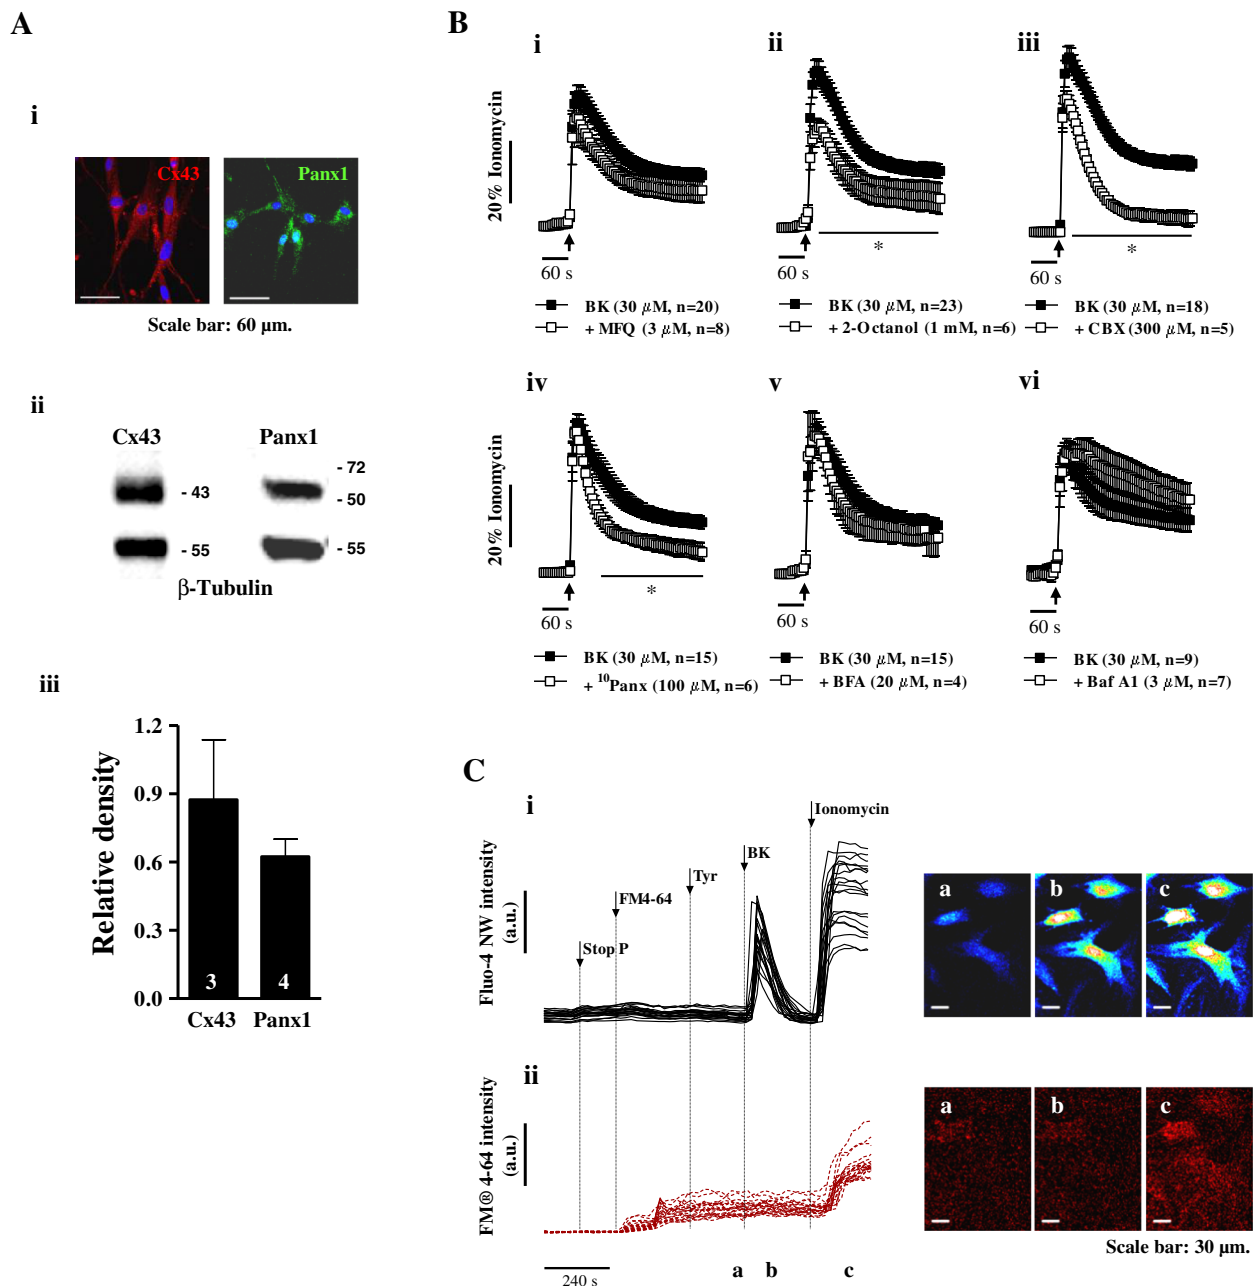 A
i
Cx43
Panx1
Scale bar: 60 µm.
ii
Cx43 Panx1
- 43
- 72
- 50
- 55
- 55
β-Tubulin
iii
Relative density
1.2
0.9
0.6
0.3
0.0
3
4
Cx43 Panx1
B
i
20% Ionomycin
60 s
BK (30 µM, n=20)
+ MFQ (3 µM, n=8)
ii
*
60 s
BK (30 µM, n=23)
+ 2-Octanol (1 mM, n=6)
iii
*
60 s
BK (30 µM, n=18)
+ CBX (300 µM, n=5)
iv
20% Ionomycin
*
60 s
BK (30 µM, n=15)
+ ¹⁰Panx (100 µM, n=6)
v
60 s
BK (30 µM, n=15)
+ BFA (20 µM, n=4)
vi
60 s
BK (30 µM, n=9)
+ Baf A1 (3 µM, n=7)
C
i
Fluo-4 NW intensity
(a.u.)
Stop P
FM4-64
Tyr
BK
Ionomycin
a
b
c
ii
FM® 4-64 intensity
(a.u.)
a
b
c
Scale bar: 30 µm.
240 s
a b c